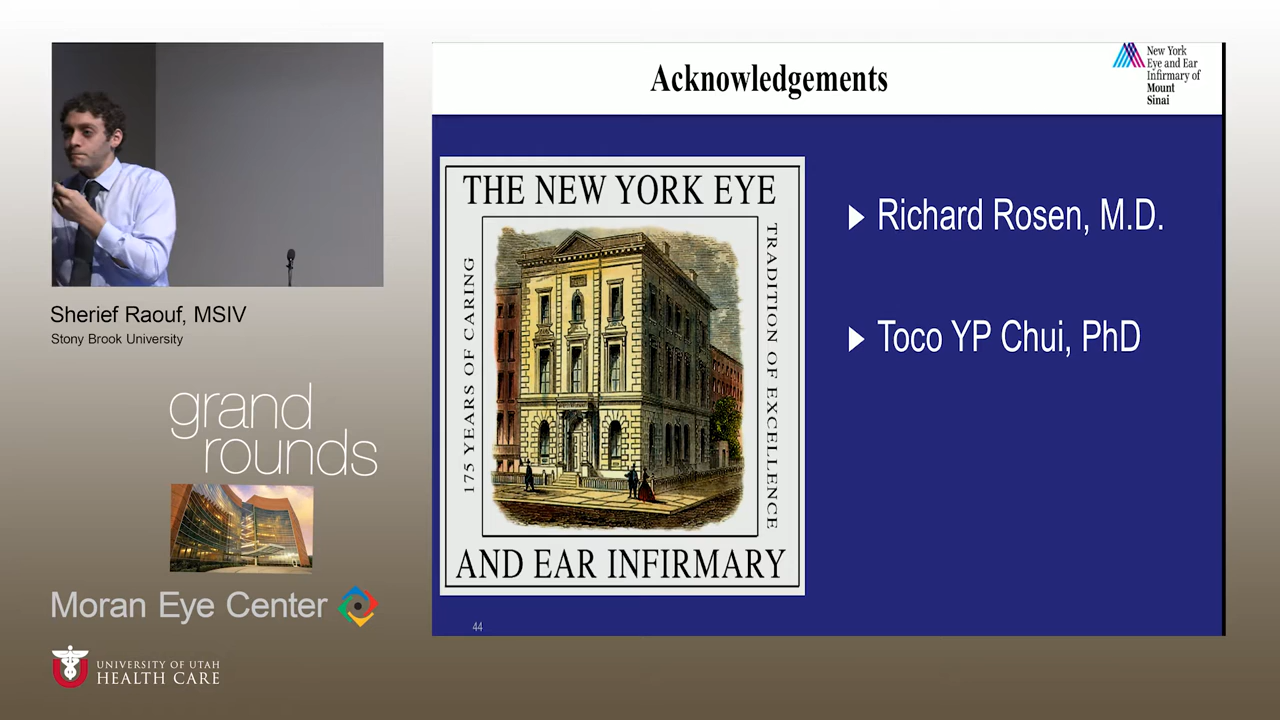 Sherief Raouf, MSIV
Stony Brook University
grand
rounds
Moran Eye Center
UNIVERSITY OF UTAH
HEALTH CARE
Acknowledgements
New York
Eye and Ear
Infirmary of
Mount
Sinai
THE NEW YORK EYE
175 YEARS OF CARING
TRADITION OF EXCELLENCE
AND EAR INFIRMARY
Richard Rosen, M.D.
Toco YP Chui, PhD
44